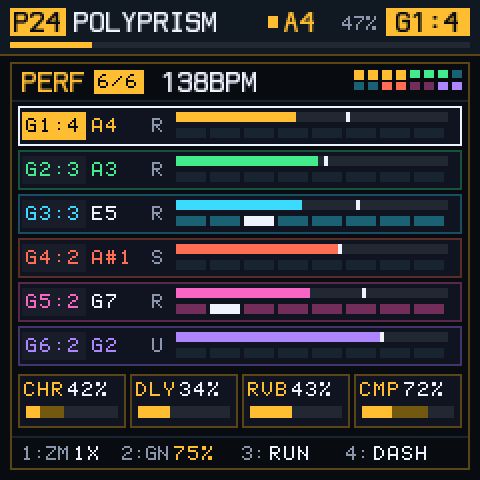 P24 POLYPRISM A4 47% G1:4
PERF 6/6 138BPM
G1:4 A4 R
G2:3 A3 R
G3:3 E5 R
G4:2 A#1 S
G5:2 G7 R
G6:2 G2 U
CHR42% DLY34% RVB43% CMP72%
1:ZM1X 2:GN75% 3:RUN 4:DASH